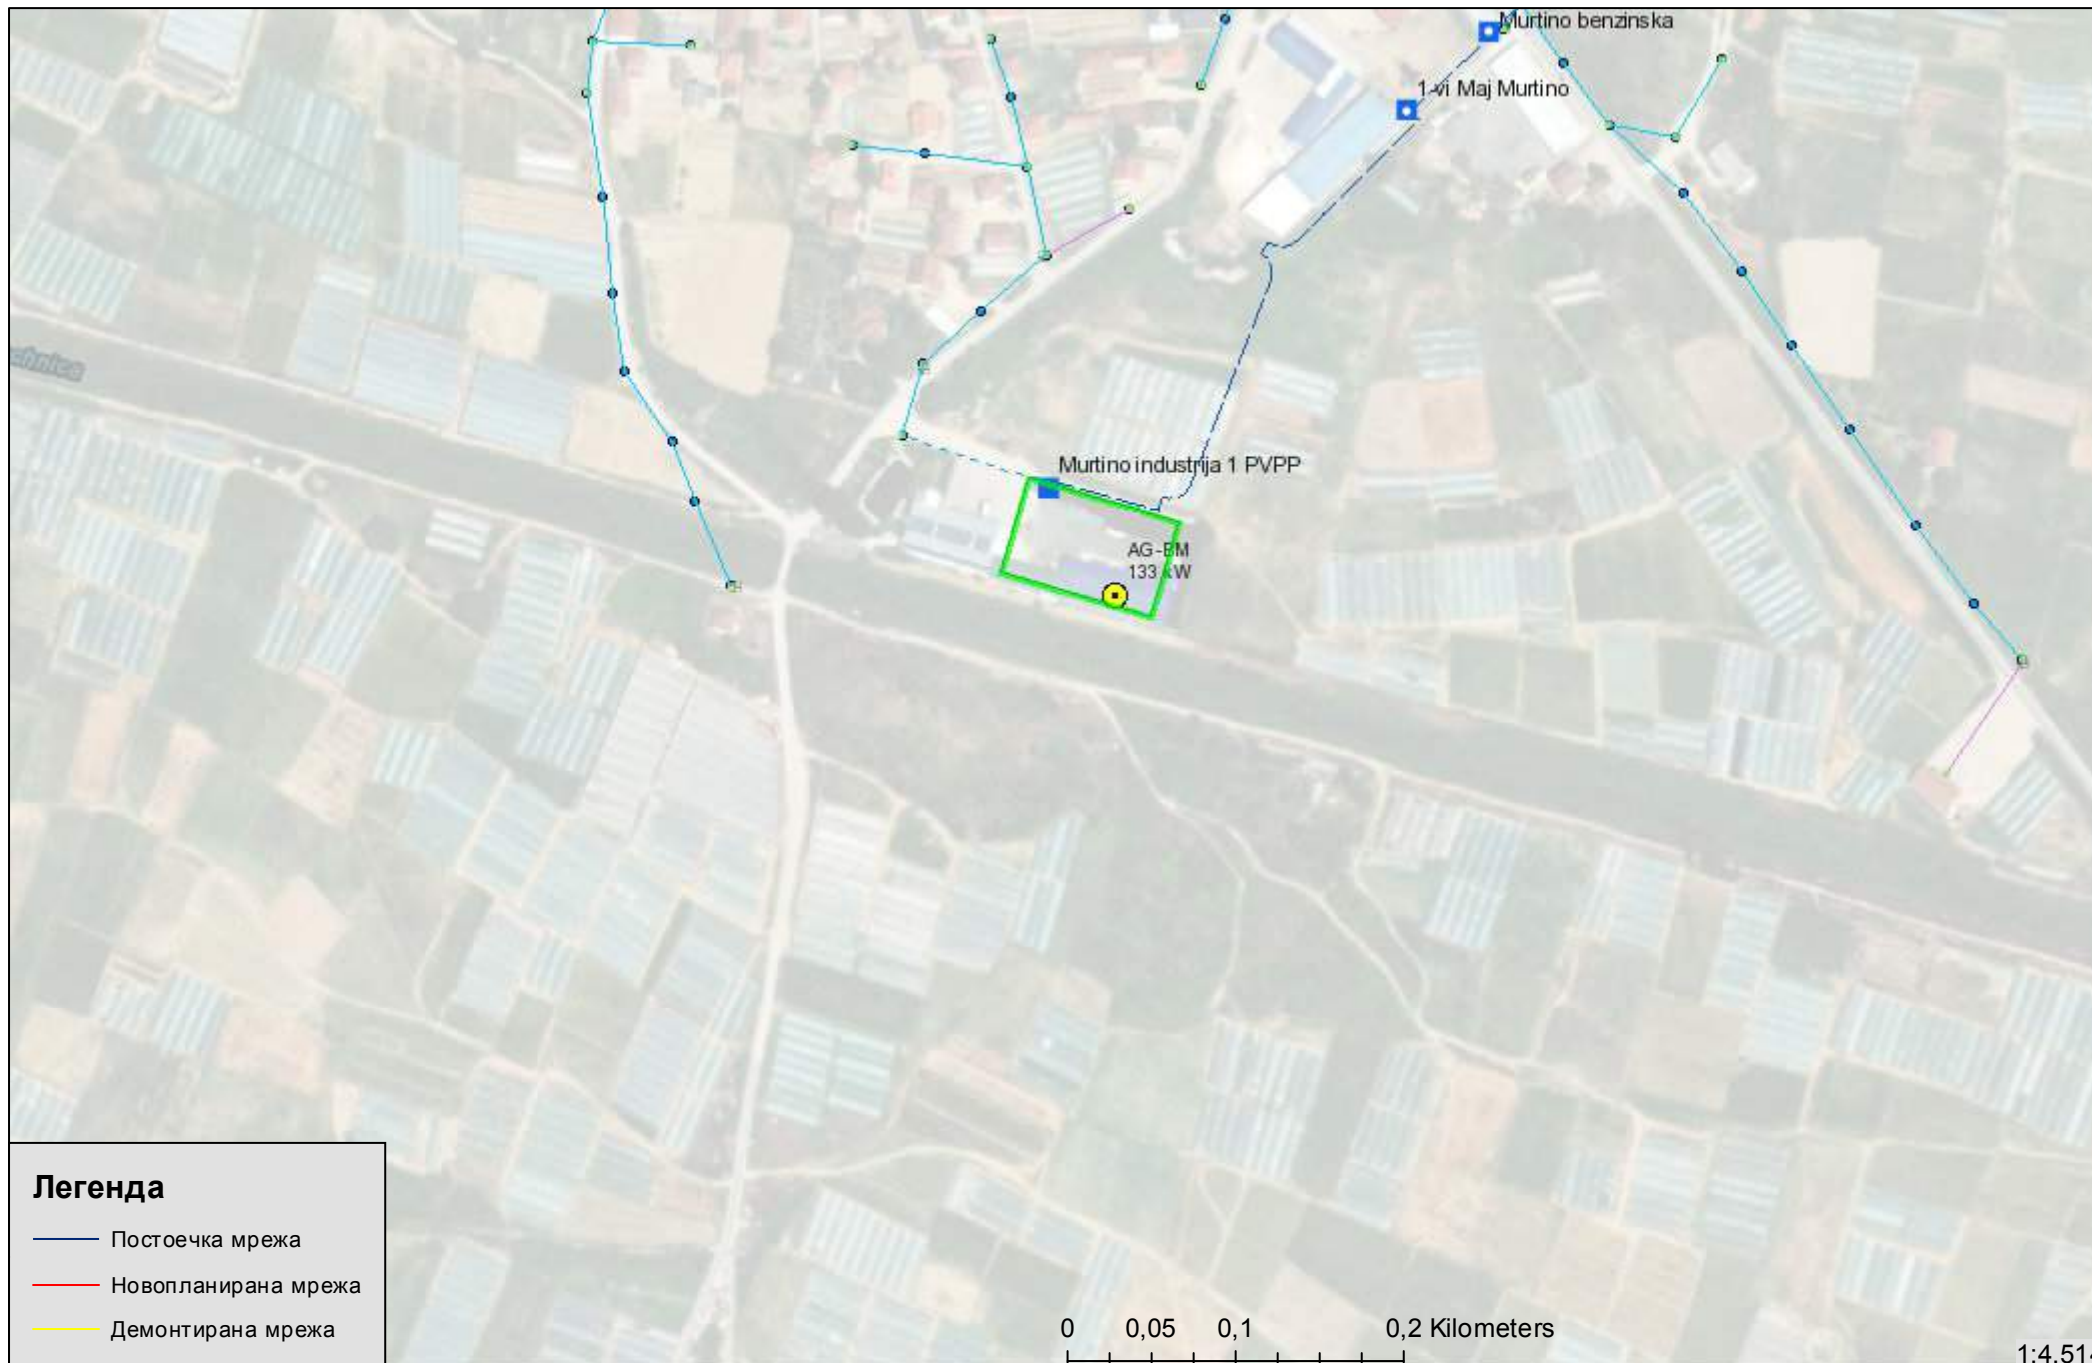 Murtino benzinska
1-vi Maj Murtino
Murtino industrija 1 PVPP
AG-BM
133 kW
Легенда
Постоечка мрежа
Новопланирана мрежа
Демонтирана мрежа
0 0,05 0,1 0,2 Kilometers